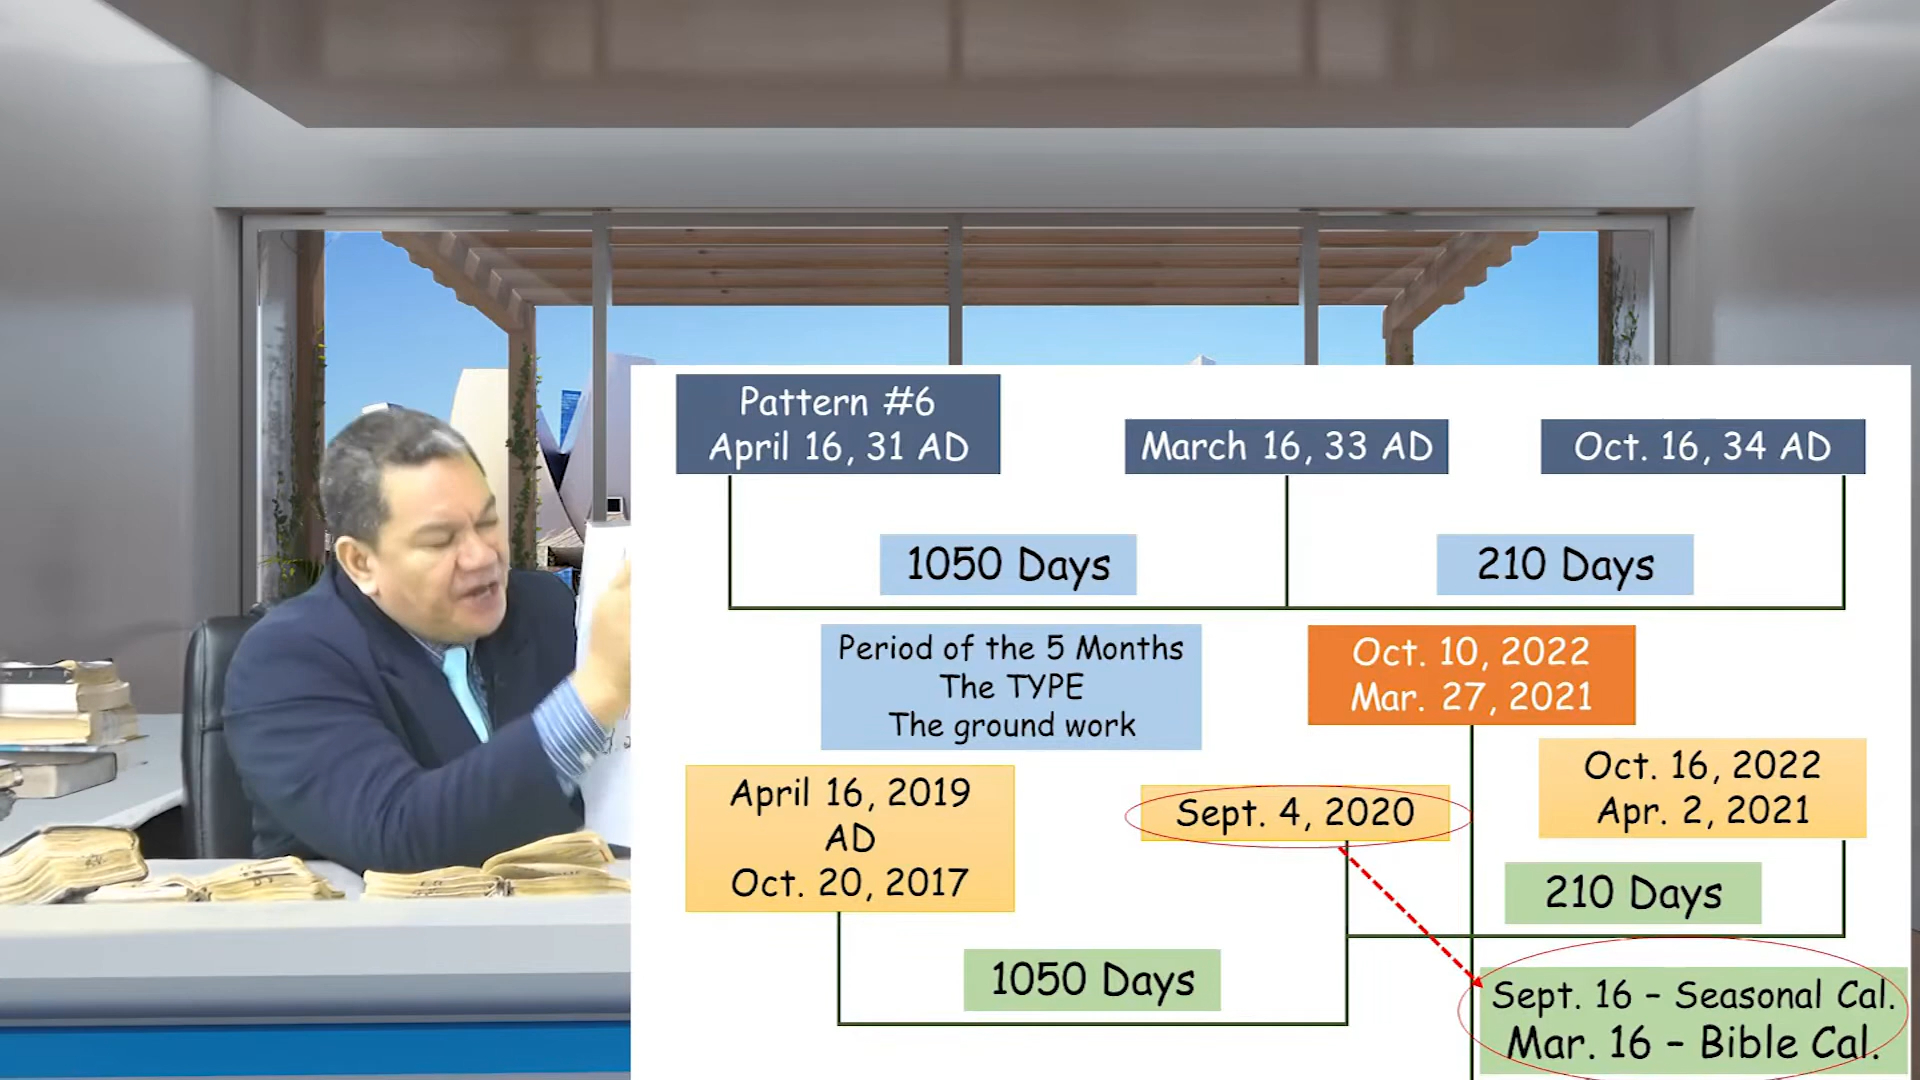 Pattern #6
April 16, 31 AD
March 16, 33 AD
Oct. 16, 34 AD
1050 Days
210 Days
Period of the 5 Months
The TYPE
The ground work
Oct. 10, 2022
Mar. 27, 2021
April 16, 2019
AD
Oct. 20, 2017
Sept. 4, 2020
Oct. 16, 2022
Apr. 2, 2021
210 Days
1050 Days
Sept. 16 – Seasonal Cal.
Mar. 16 – Bible Cal.